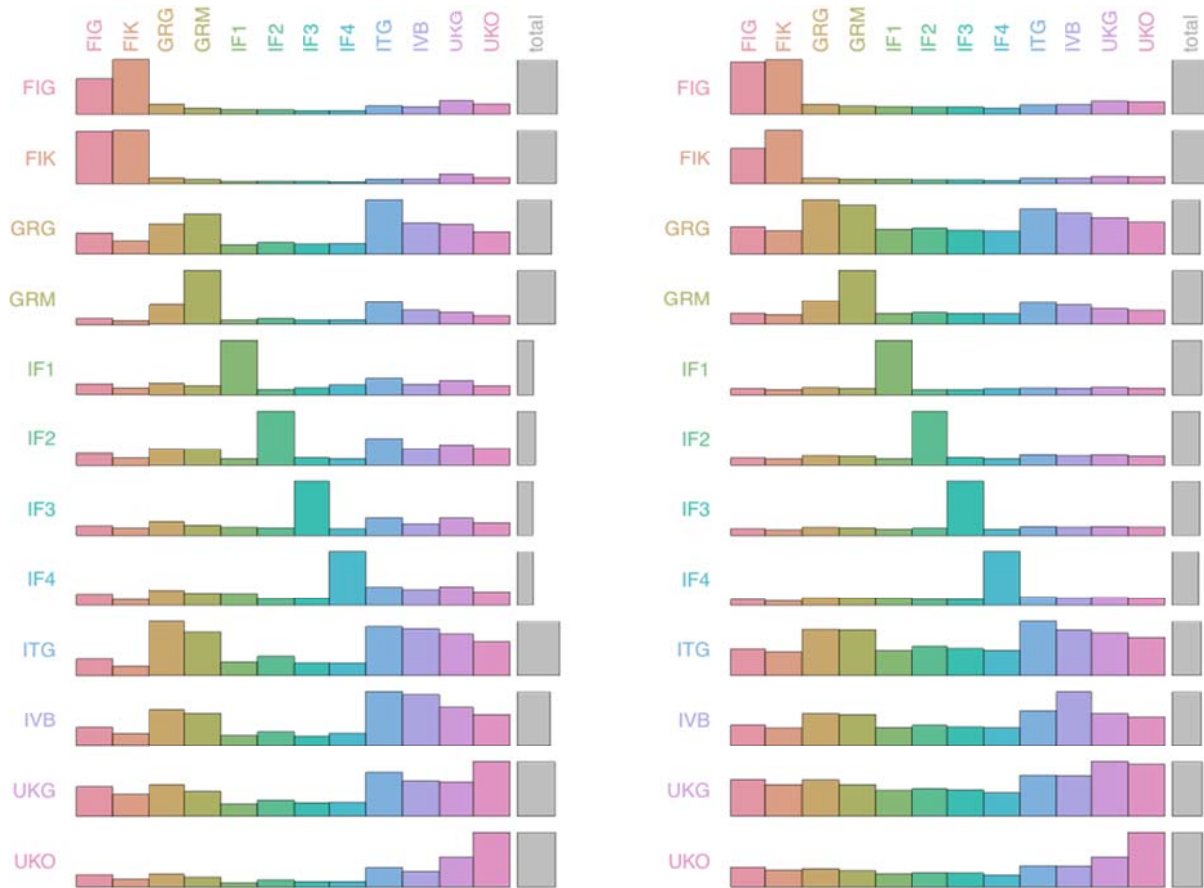 FIG FIK GRG GRM IF1 IF2 IF3 IF4 ITG IVB UKG UKO total
FIG
FIK
GRG
GRM
IF1
IF2
IF3
IF4
ITG
IVB
UKG
UKO
FIG FIK GRG GRM IF1 IF2 IF3 IF4 ITG IVB UKG UKO total
FIG
FIK
GRG
GRM
IF1
IF2
IF3
IF4
ITG
IVB
UKG
UKO